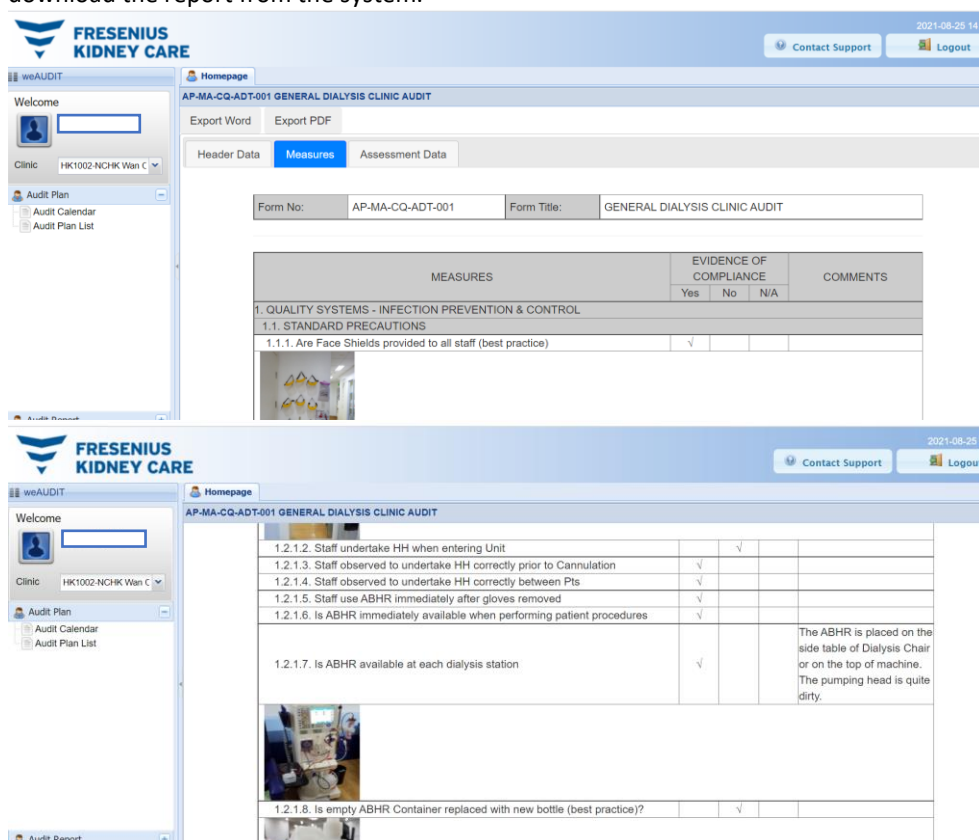 download the report from the system.
FRESENIUS
KIDNEY CARE
2021-08-25 14
Contact Support
Logout
weAUDIT
Homepage
Welcome
AP-MA-CQ-ADT-001 GENERAL DIALYSIS CLINIC AUDIT
Export Word Export PDF
Header Data Measures Assessment Data
Clinic HK1002-NCHK Wan C
Audit Plan
Audit Calendar
Audit Plan List
Form No: AP-MA-CQ-ADT-001 Form Title: GENERAL DIALYSIS CLINIC AUDIT
MEASURES
EVIDENCE OF
COMPLIANCE
COMMENTS
Yes No N/A
1. QUALITY SYSTEMS - INFECTION PREVENTION & CONTROL
1.1. STANDARD PRECAUTIONS
1.1.1. Are Face Shields provided to all staff (best practice) √
Audit Report
FRESENIUS
KIDNEY CARE
2021-08-25
Contact Support
Logou
weAUDIT
Homepage
Welcome
AP-MA-CQ-ADT-001 GENERAL DIALYSIS CLINIC AUDIT
Clinic HK1002-NCHK Wan C
Audit Plan
Audit Calendar
Audit Plan List
1.2.1.2. Staff undertake HH when entering Unit √
1.2.1.3. Staff observed to undertake HH correctly prior to Cannulation √
1.2.1.4. Staff observed to undertake HH correctly between Pts √
1.2.1.5. Staff use ABHR immediately after gloves removed √
1.2.1.6. Is ABHR immediately available when performing patient procedures √
1.2.1.7. Is ABHR available at each dialysis station √
The ABHR is placed on the
side table of Dialysis Chair
or on the top of machine.
The pumping head is quite
dirty.
1.2.1.8. Is empty ABHR Container replaced with new bottle (best practice)? √
Audit Report